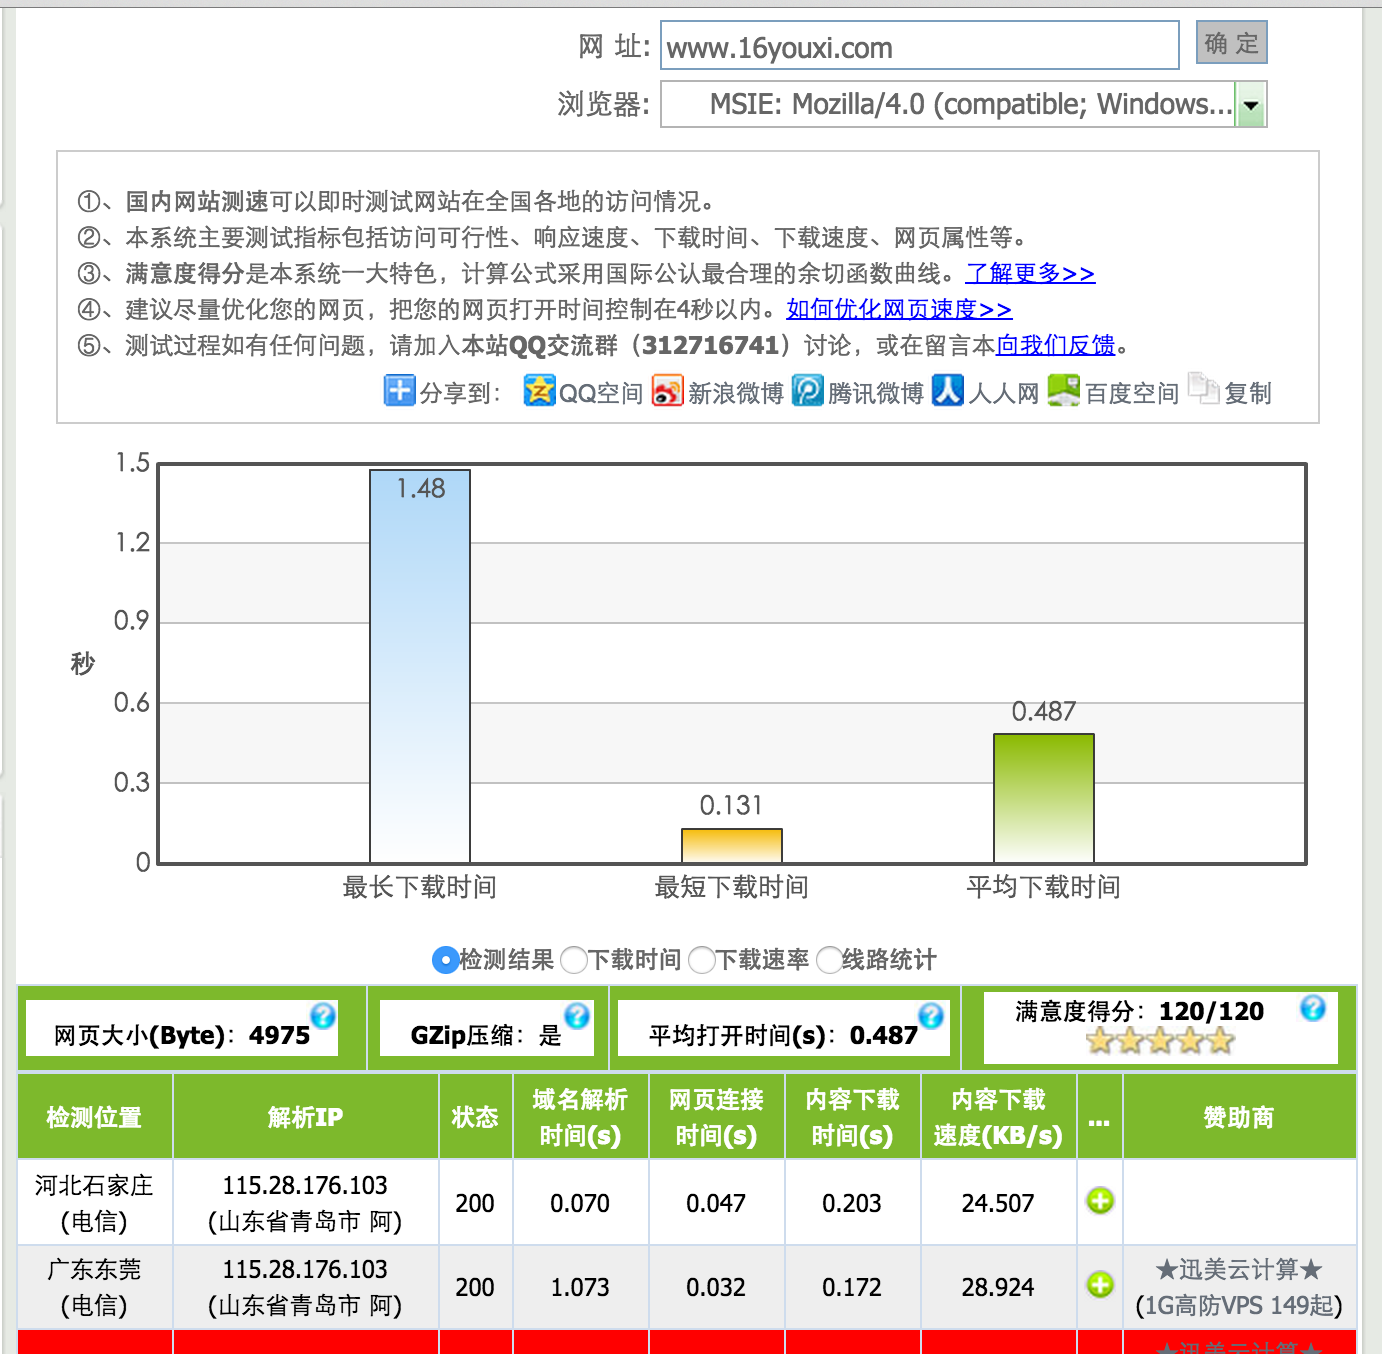 网 址: www.16youxi.com 确 定
浏览器: MSIE: Mozilla/4.0 (compatible; Windows...
①、国内网站测速可以即时测试网站在全国各地的访问情况。
②、本系统主要测试指标包括访问可行性、响应速度、下载时间、下载速度、网页属性等。
③、满意度得分是本系统一大特色，计算公式采用国际公认最合理的余切函数曲线。了解更多>>
④、建议尽量优化您的网页，把您的网页打开时间控制在4秒以内。如何优化网页速度>>
⑤、测试过程如有任何问题，请加入本站QQ交流群（312716741）讨论，或在留言本向我们反馈。
分享到： QQ空间 新浪微博 腾讯微博 人人网 百度空间 复制
1.5
1.48
1.2
0.9
秒
0.6
0.487
0.3
0.131
0
最长下载时间 最短下载时间 平均下载时间
检测结果 下载时间 下载速率 线路统计
网页大小(Byte)：4975 GZip压缩：是 平均打开时间(s)：0.487 满意度得分：120/120
检测位置 解析IP 状态 域名解析时间(s) 网页连接时间(s) 内容下载时间(s) 内容下载速度(KB/s) ... 赞助商
河北石家庄 115.28.176.103 200 0.070 0.047 0.203 24.507
(电信) (山东省青岛市 阿)
广东东莞 115.28.176.103 200 1.073 0.032 0.172 28.924 ★迅美云计算★
(电信) (山东省青岛市 阿) (1G高防VPS 149起)
★迅美云计算★